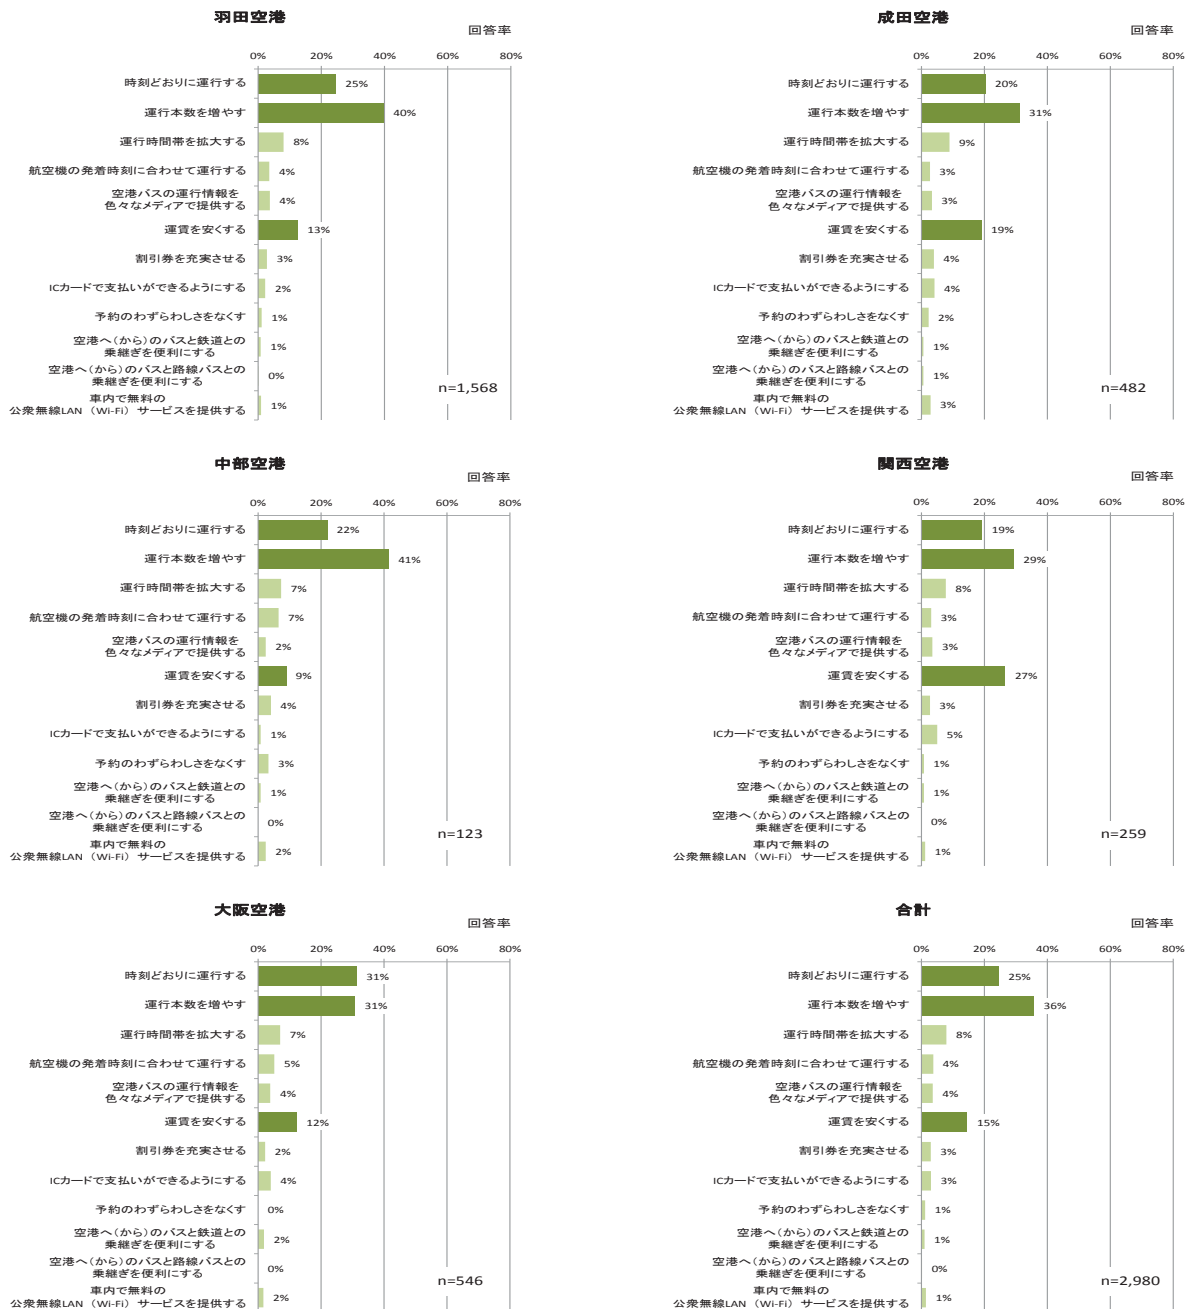 羽田空港
回答率
0% 20% 40% 60% 80%
時刻どおりに運行する 25%
運行本数を増やす 40%
運行時間帯を拡大する 8%
航空機の発着時刻に合わせて運行する 4%
空港バスの運行情報を
色々なメディアで提供する 4%
運賃を安くする 13%
割引券を充実させる 3%
ICカードで支払いができるようにする 2%
予約のわずらわしさをなくす 1%
空港へ（から）のバスと鉄道との
乗継ぎを便利にする 1%
空港へ（から）のバスと路線バスとの
乗継ぎを便利にする 0%
車内で無料の
公衆無線LAN（Wi-Fi）サービスを提供する 1%
n=1,568
成田空港
回答率
0% 20% 40% 60% 80%
時刻どおりに運行する 20%
運行本数を増やす 31%
運行時間帯を拡大する 9%
航空機の発着時刻に合わせて運行する 3%
空港バスの運行情報を
色々なメディアで提供する 3%
運賃を安くする 19%
割引券を充実させる 4%
ICカードで支払いができるようにする 4%
予約のわずらわしさをなくす 2%
空港へ（から）のバスと鉄道との
乗継ぎを便利にする 1%
空港へ（から）のバスと路線バスとの
乗継ぎを便利にする 1%
車内で無料の
公衆無線LAN（Wi-Fi）サービスを提供する 3%
n=482
中部空港
回答率
0% 20% 40% 60% 80%
時刻どおりに運行する 22%
運行本数を増やす 41%
運行時間帯を拡大する 7%
航空機の発着時刻に合わせて運行する 7%
空港バスの運行情報を
色々なメディアで提供する 2%
運賃を安くする 9%
割引券を充実させる 4%
ICカードで支払いができるようにする 1%
予約のわずらわしさをなくす 3%
空港へ（から）のバスと鉄道との
乗継ぎを便利にする 1%
空港へ（から）のバスと路線バスとの
乗継ぎを便利にする 0%
車内で無料の
公衆無線LAN（Wi-Fi）サービスを提供する 2%
n=123
関西空港
回答率
0% 20% 40% 60% 80%
時刻どおりに運行する 19%
運行本数を増やす 29%
運行時間帯を拡大する 8%
航空機の発着時刻に合わせて運行する 3%
空港バスの運行情報を
色々なメディアで提供する 3%
運賃を安くする 27%
割引券を充実させる 3%
ICカードで支払いができるようにする 5%
予約のわずらわしさをなくす 1%
空港へ（から）のバスと鉄道との
乗継ぎを便利にする 1%
空港へ（から）のバスと路線バスとの
乗継ぎを便利にする 0%
車内で無料の
公衆無線LAN（Wi-Fi）サービスを提供する 1%
n=259
大阪空港
回答率
0% 20% 40% 60% 80%
時刻どおりに運行する 31%
運行本数を増やす 31%
運行時間帯を拡大する 7%
航空機の発着時刻に合わせて運行する 5%
空港バスの運行情報を
色々なメディアで提供する 4%
運賃を安くする 12%
割引券を充実させる 2%
ICカードで支払いができるようにする 4%
予約のわずらわしさをなくす 0%
空港へ（から）のバスと鉄道との
乗継ぎを便利にする 2%
空港へ（から）のバスと路線バスとの
乗継ぎを便利にする 0%
車内で無料の
公衆無線LAN（Wi-Fi）サービスを提供する 2%
n=546
合計
回答率
0% 20% 40% 60% 80%
時刻どおりに運行する 25%
運行本数を増やす 36%
運行時間帯を拡大する 8%
航空機の発着時刻に合わせて運行する 4%
空港バスの運行情報を
色々なメディアで提供する 4%
運賃を安くする 15%
割引券を充実させる 3%
ICカードで支払いができるようにする 3%
予約のわずらわしさをなくす 1%
空港へ（から）のバスと鉄道との
乗継ぎを便利にする 1%
空港へ（から）のバスと路線バスとの
乗継ぎを便利にする 0%
車内で無料の
公衆無線LAN（Wi-Fi）サービスを提供する 1%
n=2,980